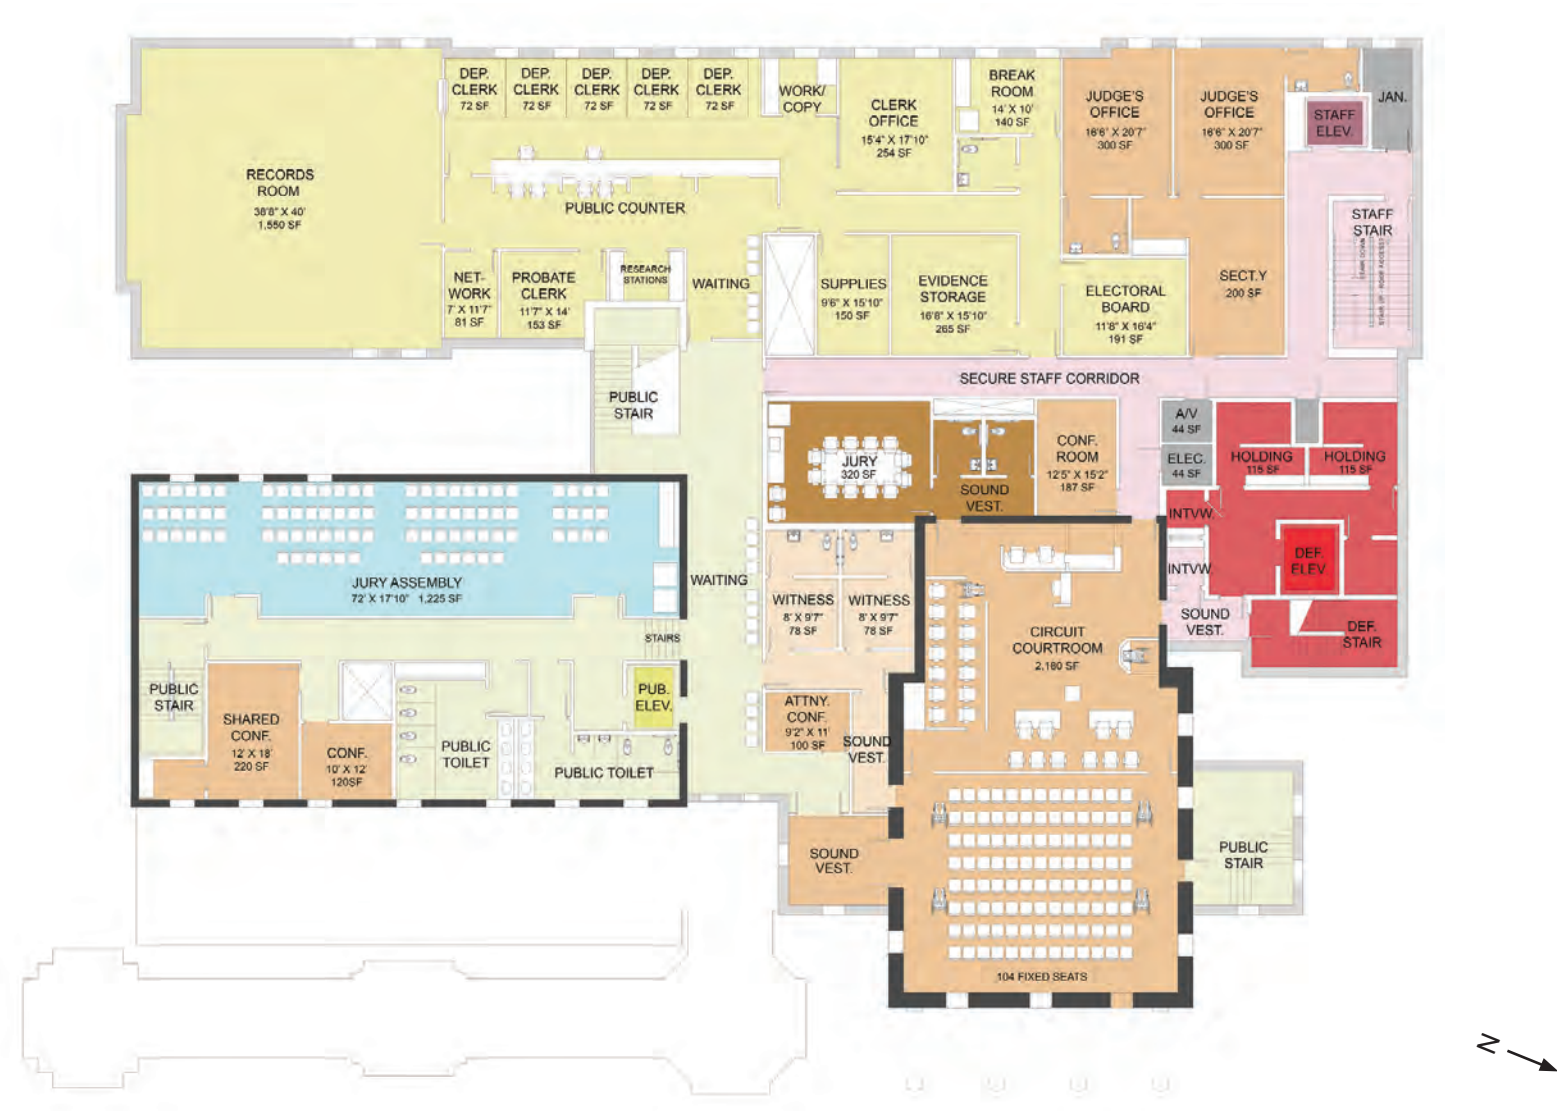 DEP.
CLERK
72 SF
DEP.
CLERK
72 SF
DEP.
CLERK
72 SF
DEP.
CLERK
72 SF
DEP.
CLERK
72 SF
WORK/
COPY
CLERK
OFFICE
15'4" X 17'10"
254 SF
BREAK
ROOM
14' X 10'
140 SF
JUDGE'S
OFFICE
16'6" X 20'7"
300 SF
JUDGE'S
OFFICE
16'6" X 20'7"
300 SF
STAFF
ELEV.
JAN.
RECORDS
ROOM
38'8" X 40'
1,550 SF
PUBLIC COUNTER
STAFF
STAIR
NET-
WORK
7' X 11'7"
81 SF
PROBATE
CLERK
11'7" X 14'
153 SF
RESEARCH
STATIONS
WAITING
SUPPLIES
9'6" X 15'10"
150 SF
EVIDENCE
STORAGE
16'8" X 15'10"
265 SF
ELECTORAL
BOARD
11'8" X 16'4"
191 SF
SECT.Y
200 SF
SECURE STAFF CORRIDOR
PUBLIC
STAIR
JURY
320 SF
SOUND
VEST.
CONF.
ROOM
12'5" X 15'2"
187 SF
A/V
44 SF
ELEC.
44 SF
HOLDING
115 SF
HOLDING
115 SF
INTVW.
INTVW.
DEF.
ELEV
SOUND
VEST.
DEF.
STAIR
JURY ASSEMBLY
72' X 17'10" 1,225 SF
WAITING
STAIRS
WITNESS
8' X 9'7"
78 SF
WITNESS
8' X 9'7"
78 SF
CIRCUIT
COURTROOM
2,160 SF
PUBLIC
STAIR
SHARED
CONF.
12' X 18'
220 SF
CONF.
10' X 12'
120SF
PUBLIC
TOILET
PUBLIC TOILET
PUB.
ELEV.
ATTNY.
CONF.
9'2" X 11'
100 SF
SOUND
VEST.
SOUND
VEST.
PUBLIC
STAIR
104 FIXED SEATS
N